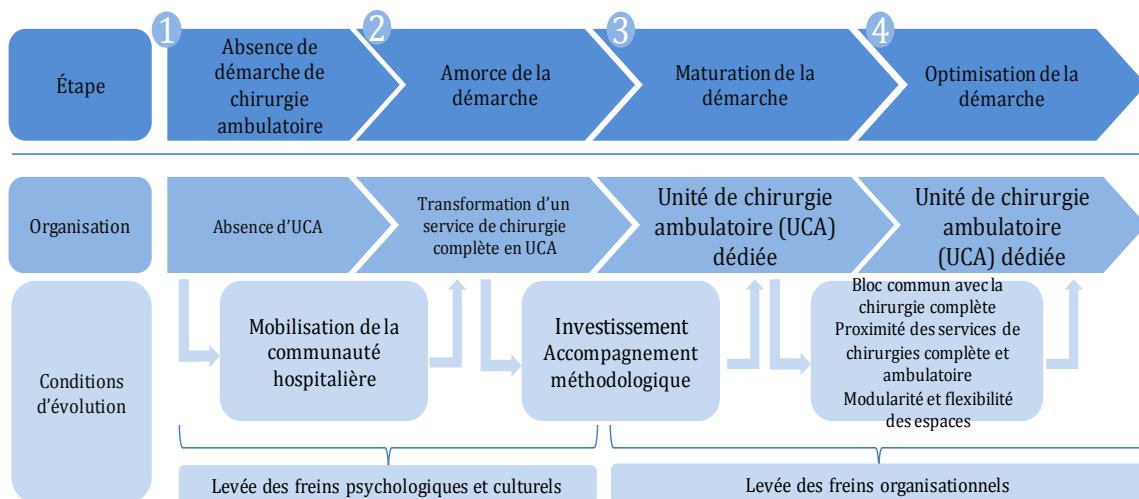 1
2
3
4
Étape
Absence de
démarche de
chirurgie
ambulatoire
Amorce de la
démarche
Maturation de la
démarche
Optimisation de la
démarche
Organisation
Absence d'UCA
Transformation d'un
service de chirurgie
complète en UCA
Unité de chirurgie
ambulatoire (UCA)
dédiée
Unité de chirurgie
ambulatoire
(UCA) dédiée
Conditions
d'évolution
Mobilisation de la
communauté
hospitalière
Investissement
Accompagnement
méthodologique
Bloc commun avec la
chirurgie complète
Proximité des services de
chirurgies complète et
ambulatoire
Modularité et flexibilité
des espaces
Levée des freins psychologiques et culturels
Levée des freins organisationnels